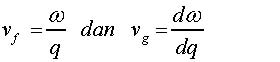 v_f = ω/q dan v_g = dω/dq